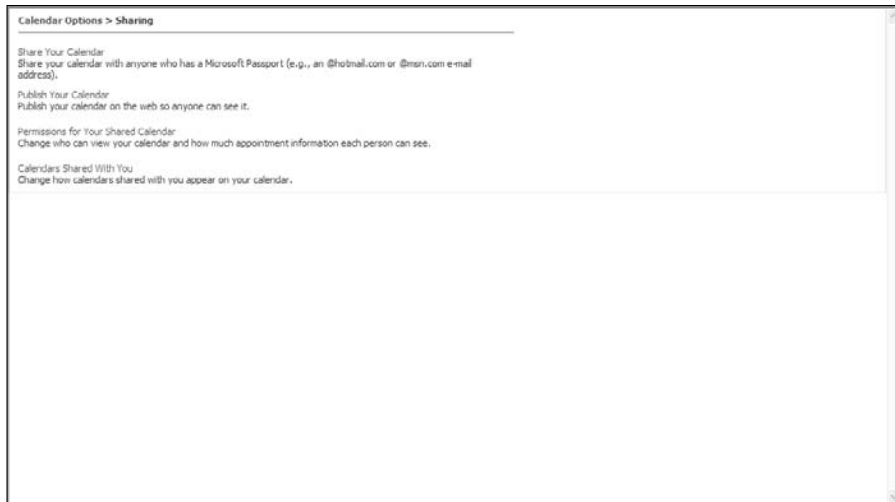 Calendar Options > Sharing
Share Your Calendar
Share your calendar with anyone who has a Microsoft Passport (e.g., an @hotmail.com or @msn.com e-mail
address).
Publish Your Calendar
Publish your calendar on the web so anyone can see it.
Permissions for Your Shared Calendar
Change who can view your calendar and how much appointment information each person can see.
Calendars Shared With You
Change how calendars shared with you appear on your calendar.